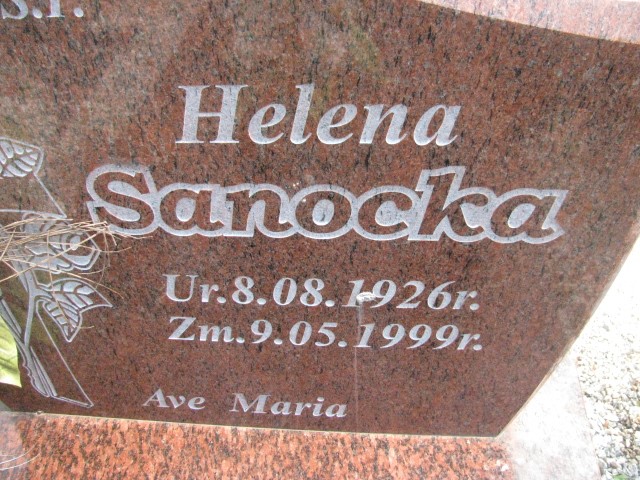 Ś.P.
Helena
Sanocka
Ur.8.08.1926r.
Zm.9.05.1999r.
Ave Maria